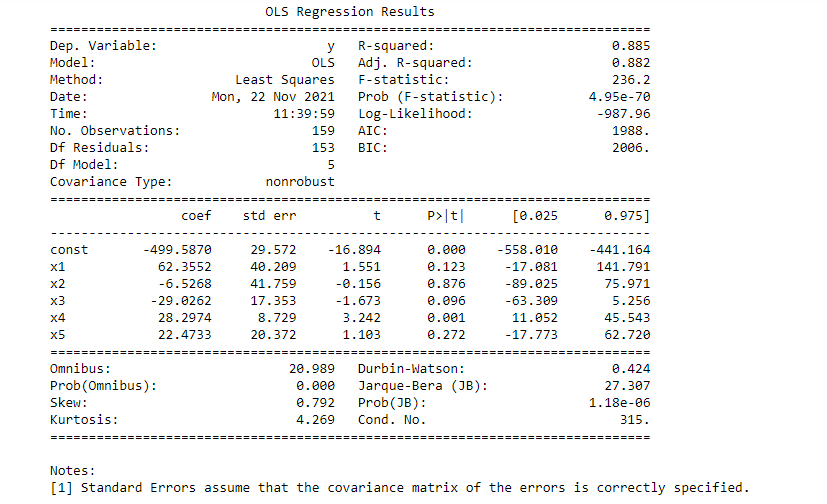 OLS Regression Results
==============================================================================
Dep. Variable:                      y   R-squared:                       0.885
Model:                            OLS   Adj. R-squared:                  0.882
Method:                 Least Squares   F-statistic:                     236.2
Date:                Mon, 22 Nov 2021   Prob (F-statistic):           4.95e-70
Time:                        11:39:59   Log-Likelihood:                -987.96
No. Observations:                 159   AIC:                             1988.
Df Residuals:                     153   BIC:                             2006.
Df Model:                           5
Covariance Type:            nonrobust
==============================================================================
                 coef    std err          t      P>|t|      [0.025      0.975]
------------------------------------------------------------------------------
const       -499.5870     29.572    -16.894      0.000    -558.010    -441.164
x1            62.3552     40.209      1.551      0.123     -17.081     141.791
x2            -6.5268     41.759     -0.156      0.876     -89.025      75.971
x3           -29.0262     17.353     -1.673      0.096     -63.309       5.256
x4            28.2974      8.729      3.242      0.001      11.052      45.543
x5            22.4733     20.372      1.103      0.272     -17.773      62.720
==============================================================================
Omnibus:                       20.989   Durbin-Watson:                   0.424
Prob(Omnibus):                  0.000   Jarque-Bera (JB):               27.307
Skew:                           0.792   Prob(JB):                     1.18e-06
Kurtosis:                       4.269   Cond. No.                         315.
==============================================================================
Notes:
[1] Standard Errors assume that the covariance matrix of the errors is correctly specified.